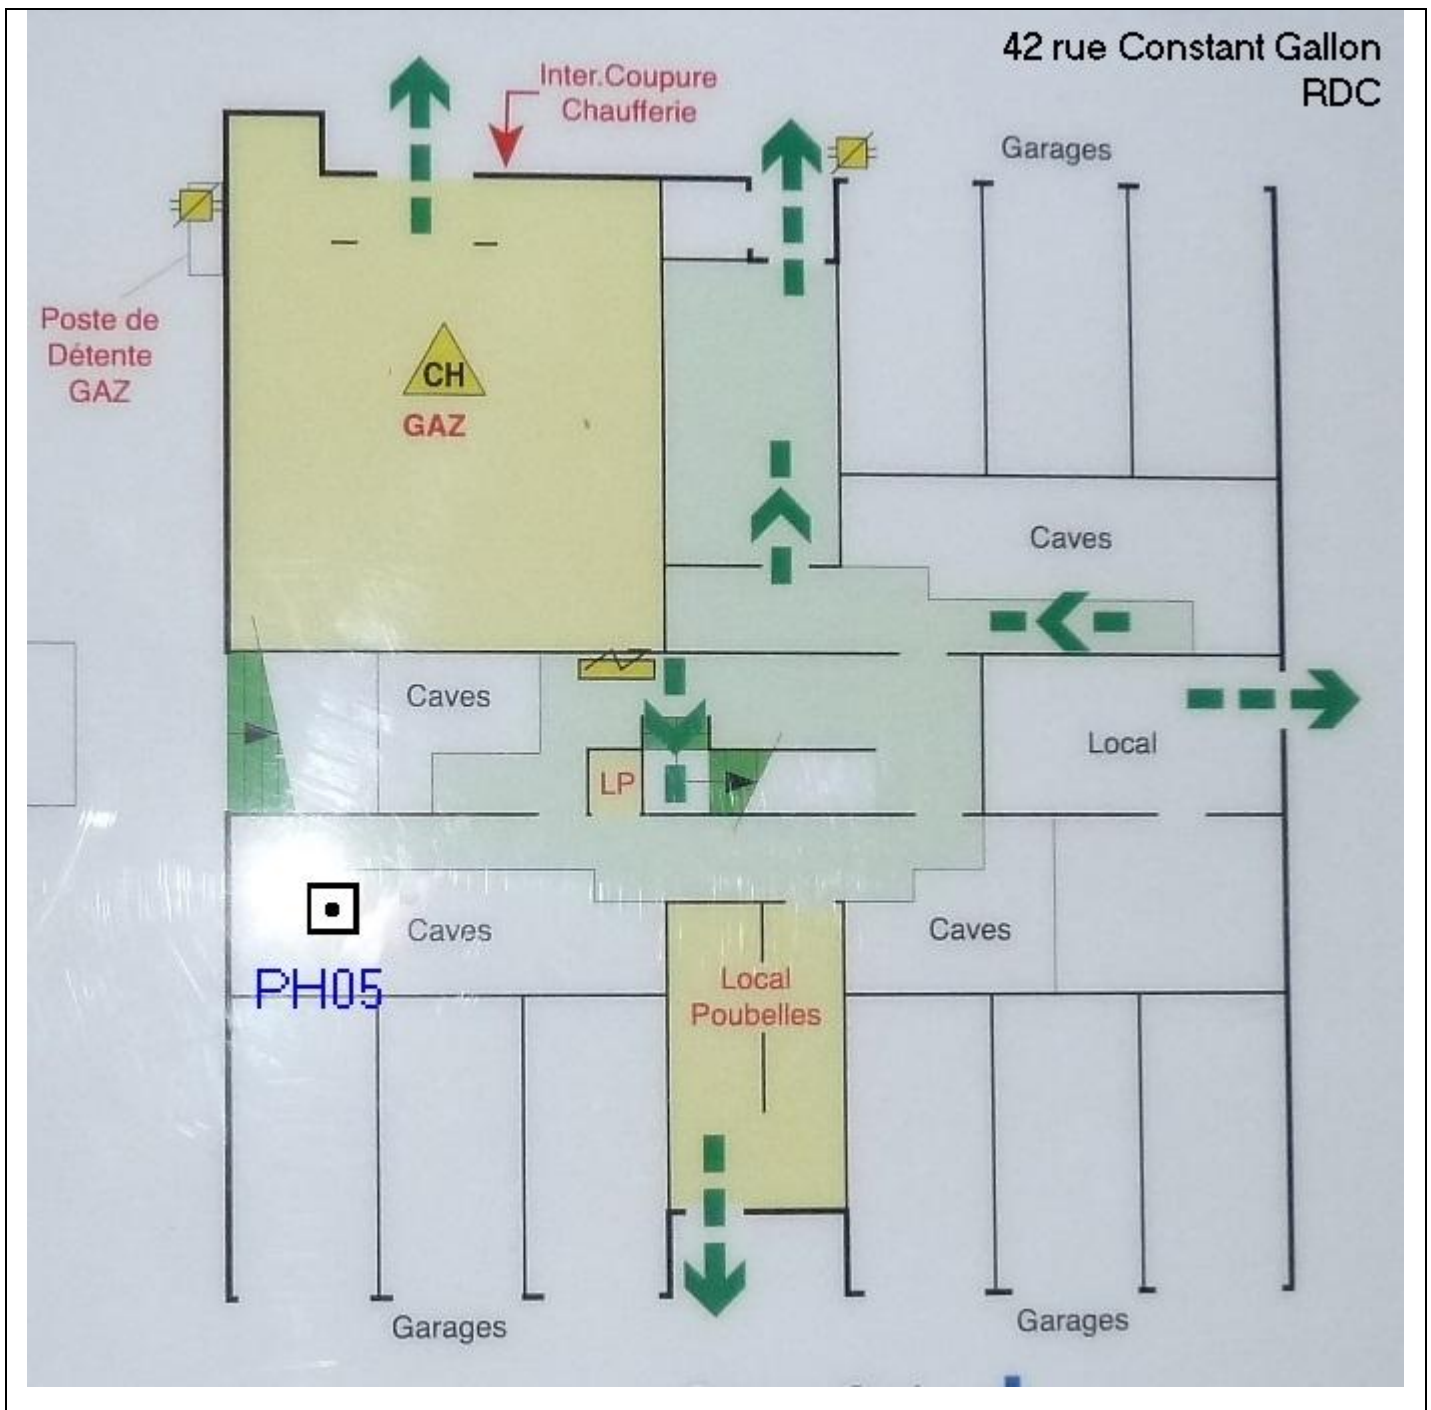 42 rue Constant Gallon
RDC
Inter.Coupure
Chaufferie
Garages
Poste de
Détente
GAZ
CH
GAZ
Caves
Caves
Local
LP
Caves
Caves
PH05
Local
Poubelles
Garages
Garages